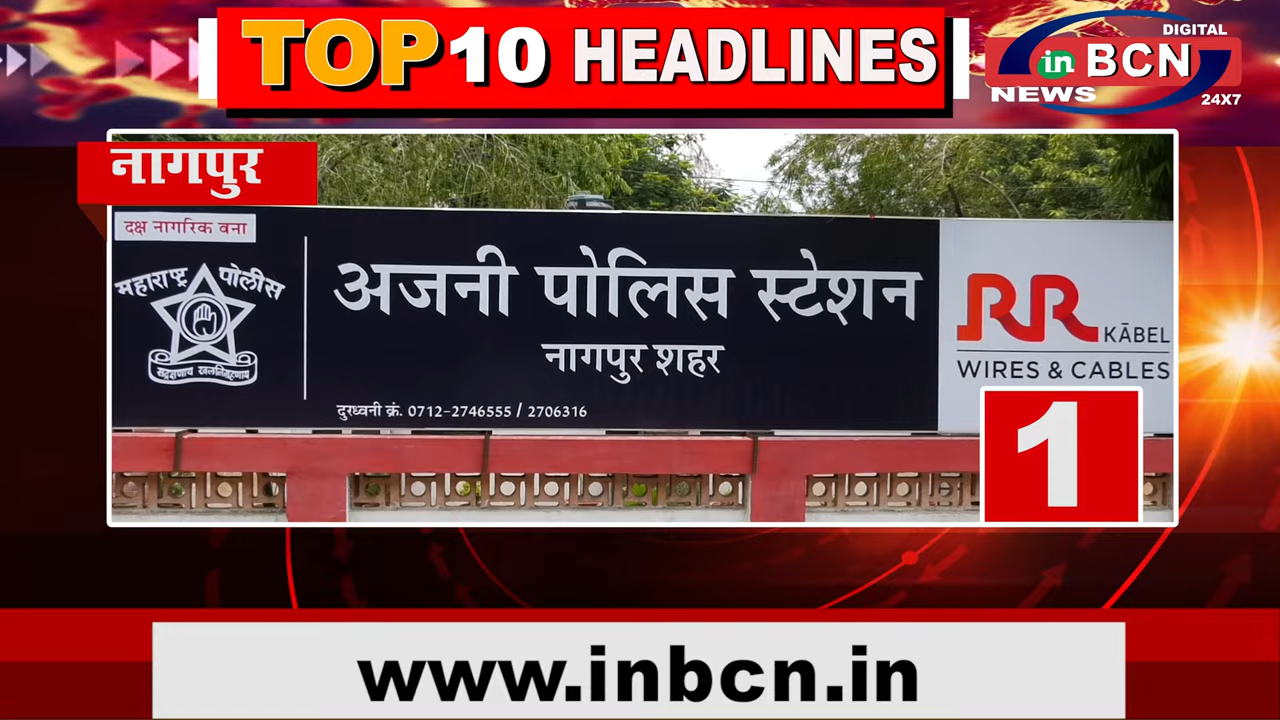 TOP 10 HEADLINES
DIGITAL
in BCN
NEWS
24X7
नागपुर
दक्ष नागरिक वना
महाराष्ट्र पोलीस
अजनी पोलिस स्टेशन
नागपुर शहर
दुरध्वनी क्रं. 0712-2746555 / 2706316
RR KĀBEL
WIRES & CABLES
1
www.inbcn.in